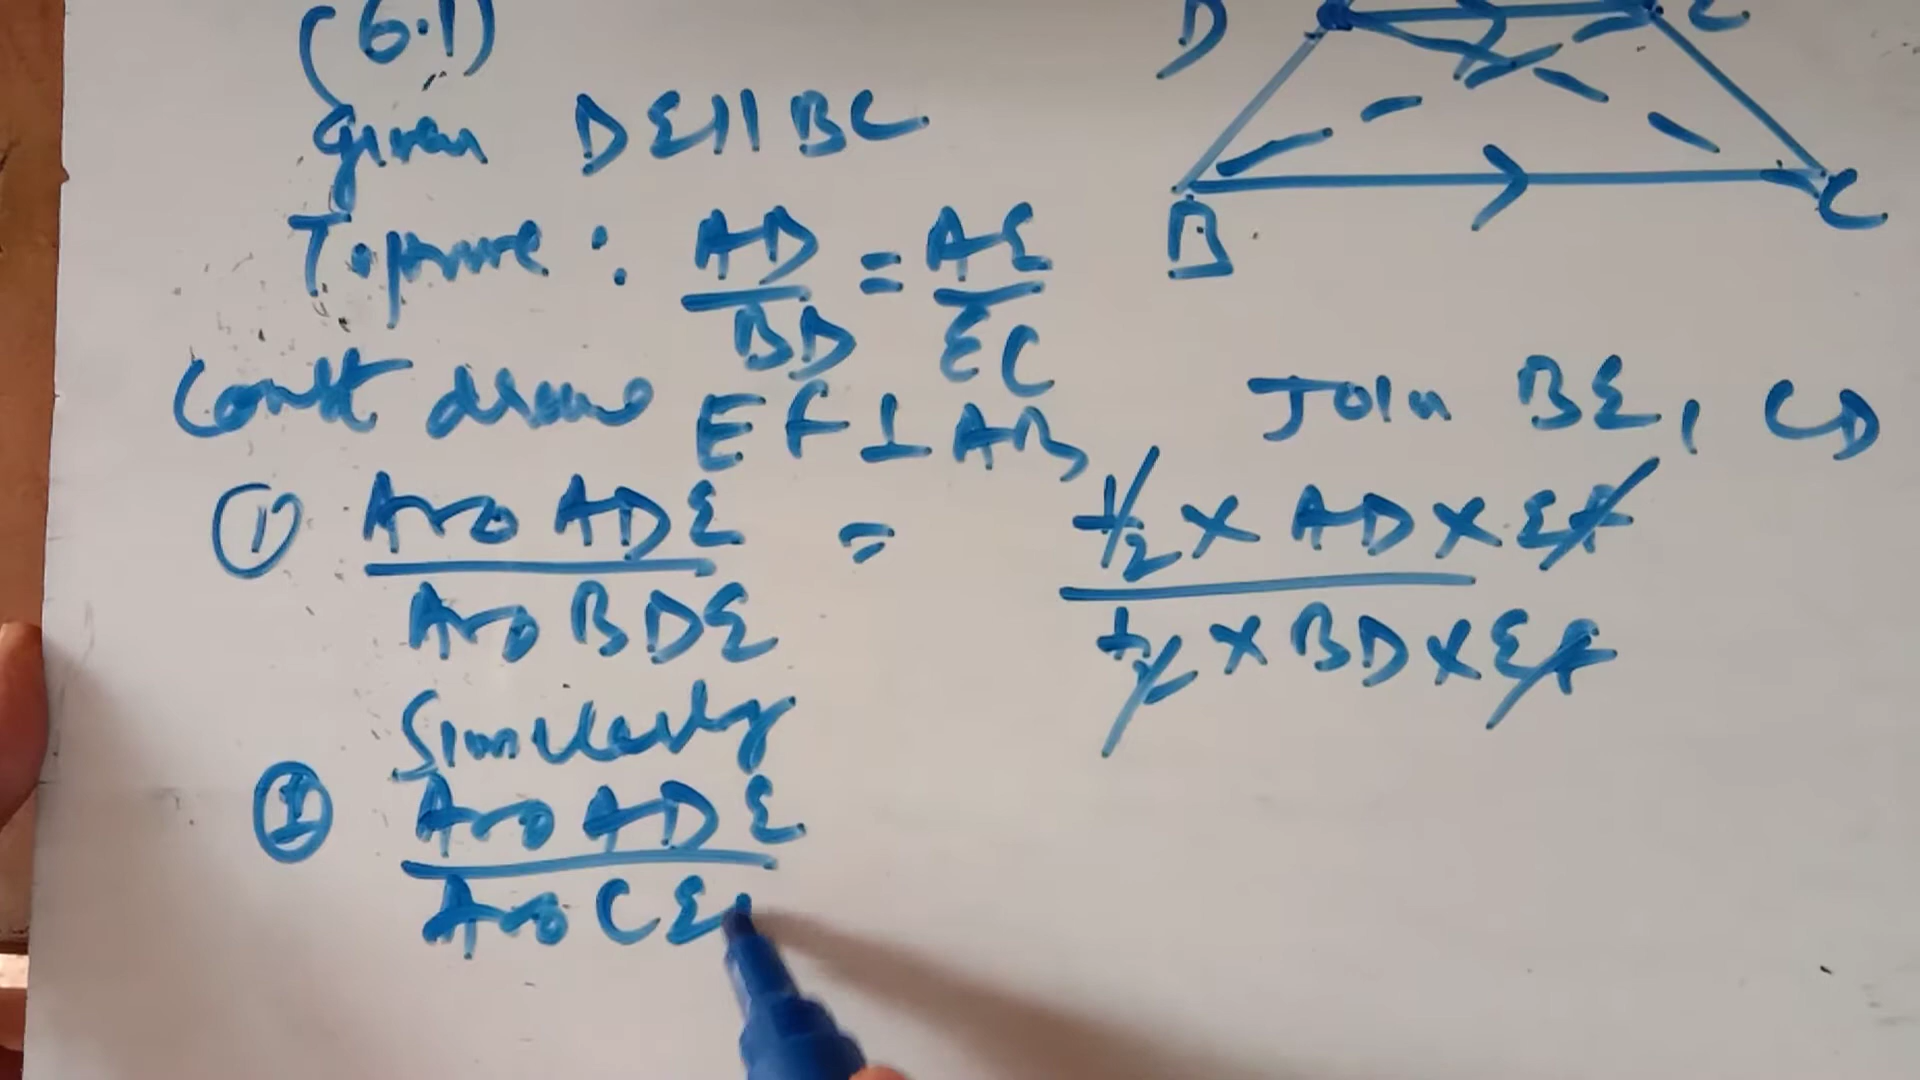 (6.1)
D E
Given DE || BC
B C
To prove : AD/BD = AE/EC
Const draw EF ⊥ AB Join BE, CD
① Ar △ ADE / Ar △ BDE = 1/2 × AD × EF / 1/2 × BD × EF
Similarly
② Ar △ ADE / Ar △ CE